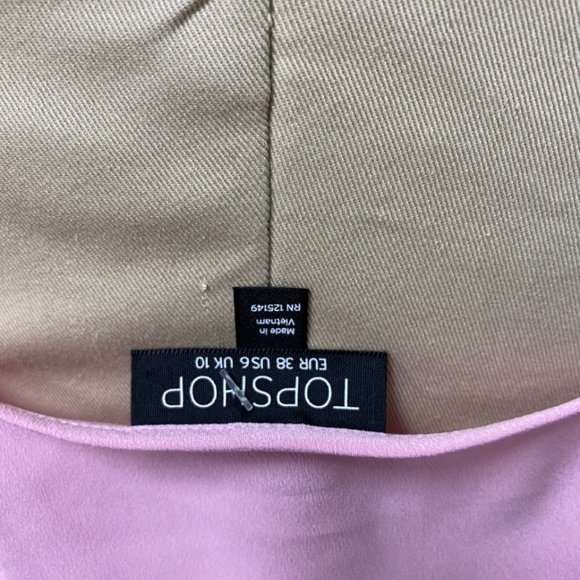 TOPSHOP
EUR 38 US 6 UK 10
Made in
Vietnam
RN 125149